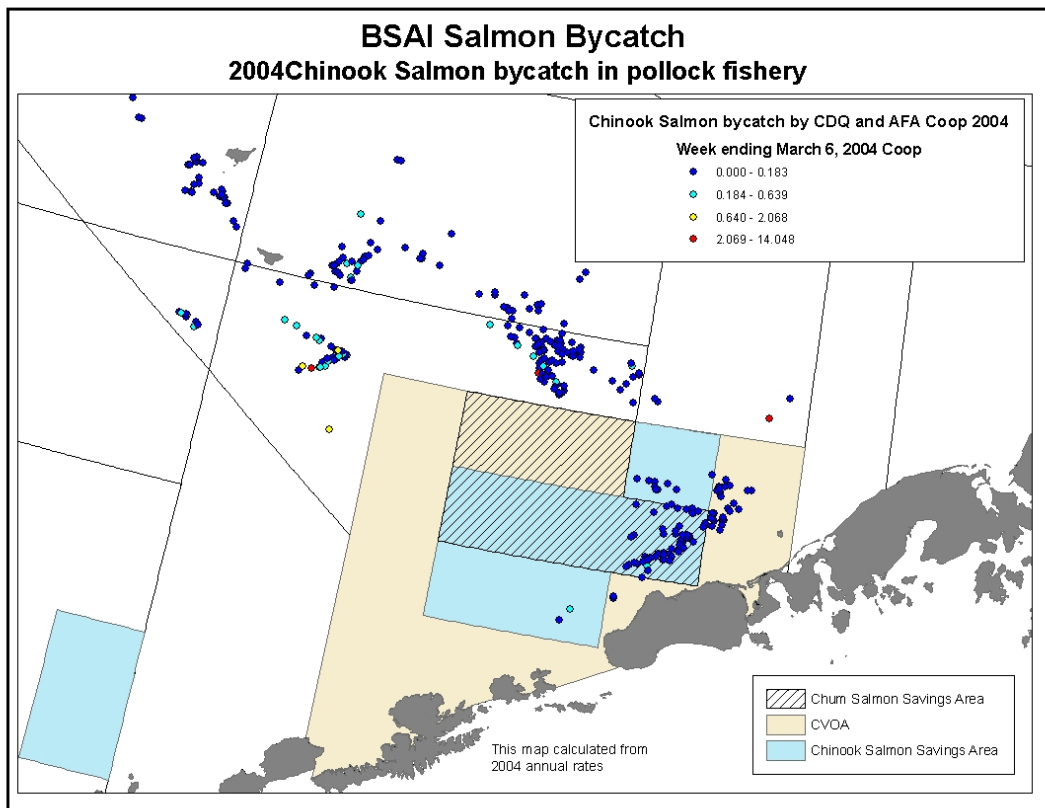 BSAI Salmon Bycatch
2004Chinook Salmon bycatch in pollock fishery
Chinook Salmon bycatch by CDQ and AFA Coop 2004
Week ending March 6, 2004 Coop
0.000 - 0.183
0.184 - 0.639
0.640 - 2.068
2.069 - 14.048
Chum Salmon Savings Area
CVOA
Chinook Salmon Savings Area
This map calculated from
2004 annual rates